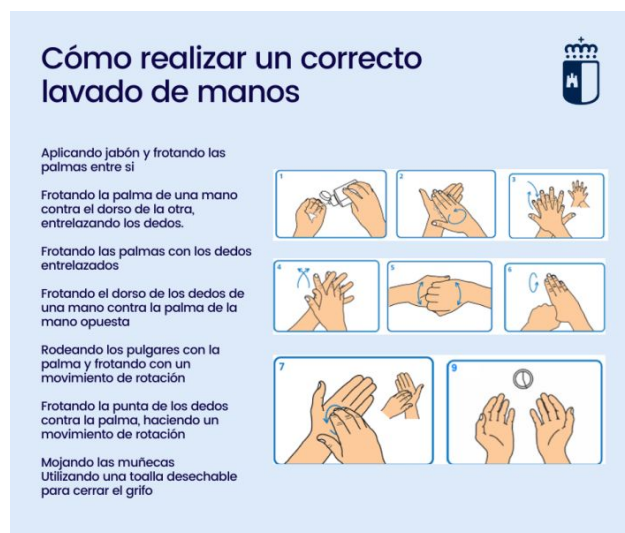 Cómo realizar un correcto
lavado de manos
Aplicando jabón y frotando las
palmas entre si
Frotando la palma de una mano
contra el dorso de la otra,
entrelazando los dedos.
Frotando las palmas con los dedos
entrelazados
Frotando el dorso de los dedos de
una mano contra la palma de la
mano opuesta
Rodeando los pulgares con la
palma y frotando con un
movimiento de rotación
Frotando la punta de los dedos
contra la palma, haciendo un
movimiento de rotación
Mojando las muñecas
Utilizando una toalla desechable
para cerrar el grifo
1
2
3
4
5
6
7
9